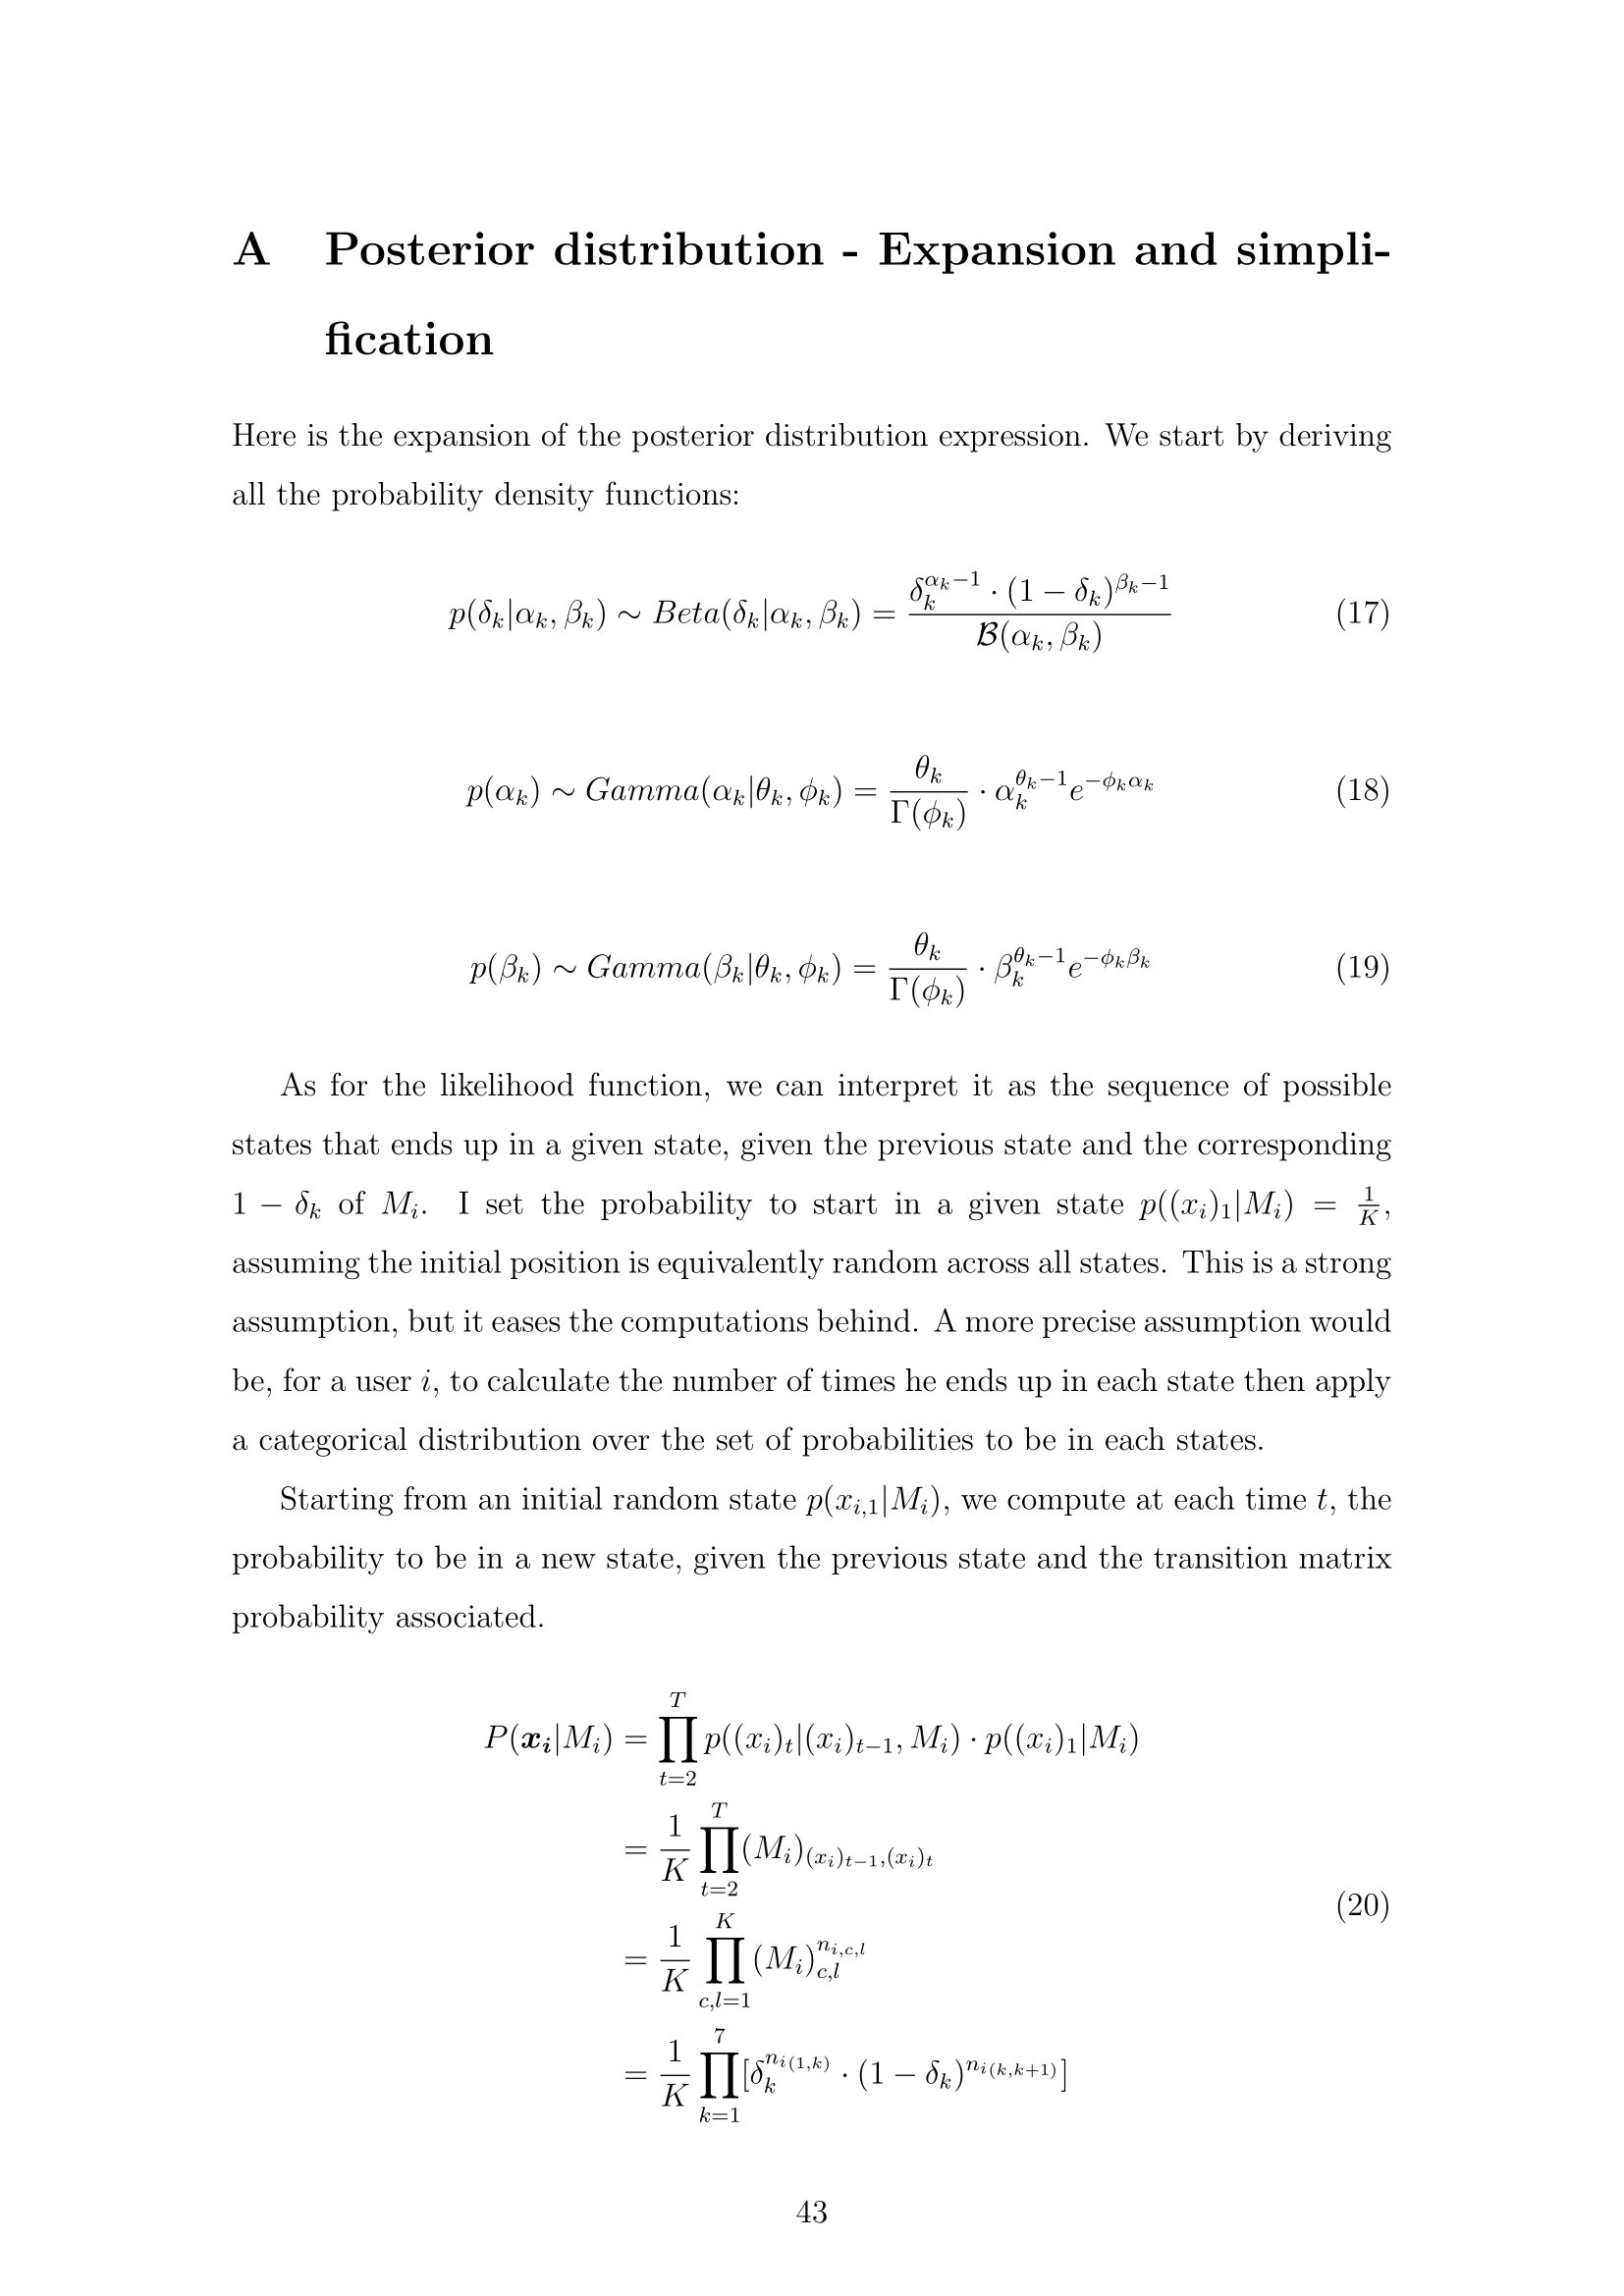 A Posterior distribution - Expansion and simpli-
fication
Here is the expansion of the posterior distribution expression. We start by deriving
all the probability density functions:
$p(\delta_k|\alpha_k, \beta_k) \sim Beta(\delta_k|\alpha_k, \beta_k) = \frac{\delta_k^{\alpha_k-1} \cdot (1-\delta_k)^{\beta_k-1}}{\mathcal{B}(\alpha_k, \beta_k)}$ (17)
$p(\alpha_k) \sim Gamma(\alpha_k|\theta_k, \phi_k) = \frac{\theta_k}{\Gamma(\phi_k)} \cdot \alpha_k^{\theta_k-1} e^{-\phi_k\alpha_k}$ (18)
$p(\beta_k) \sim Gamma(\beta_k|\theta_k, \phi_k) = \frac{\theta_k}{\Gamma(\phi_k)} \cdot \beta_k^{\theta_k-1} e^{-\phi_k\beta_k}$ (19)
As for the likelihood function, we can interpret it as the sequence of possible
states that ends up in a given state, given the previous state and the corresponding
$1 - \delta_k$ of $M_i$. I set the probability to start in a given state $p((x_i)_1|M_i) = \frac{1}{K}$,
assuming the initial position is equivalently random across all states. This is a strong
assumption, but it eases the computations behind. A more precise assumption would
be, for a user $i$, to calculate the number of times he ends up in each state then apply
a categorical distribution over the set of probabilities to be in each states.
Starting from an initial random state $p(x_{i,1}|M_i)$, we compute at each time $t$, the
probability to be in a new state, given the previous state and the transition matrix
probability associated.
$P(\boldsymbol{x_i}|M_i) = \prod_{t=2}^{T} p((x_i)_t|(x_i)_{t-1}, M_i) \cdot p((x_i)_1|M_i)$
$= \frac{1}{K} \prod_{t=2}^{T} (M_i)_{(x_i)_{t-1},(x_i)_t}$
$= \frac{1}{K} \prod_{c,l=1}^{K} (M_i)_{c,l}^{n_{i,c,l}}$ (20)
$= \frac{1}{K} \prod_{k=1}^{7} [\delta_k^{n_{i(1,k)}} \cdot (1-\delta_k)^{n_{i(k,k+1)}}]$
43